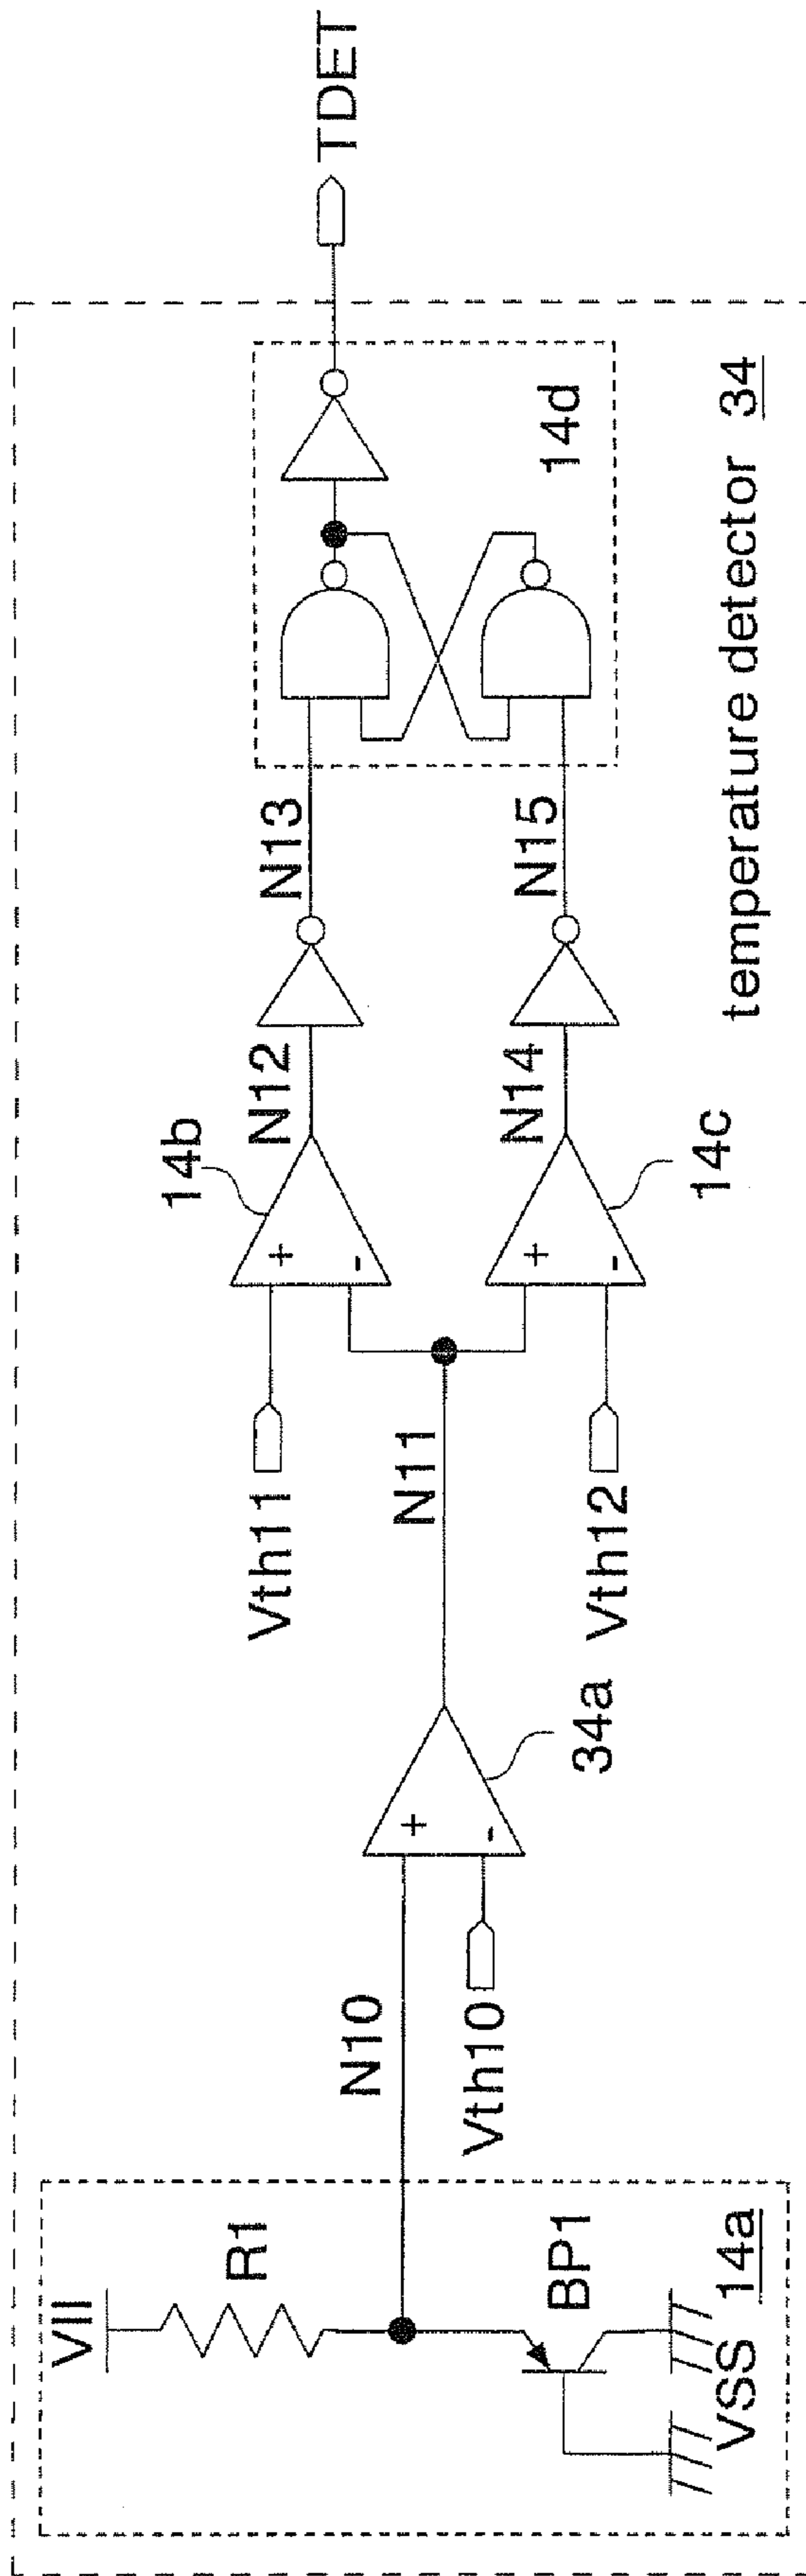 VII
R1
BP1
VSS
14a
N10
Vth10
34a
N11
Vth11
Vth12
+
-
+
-
+
-
14b
14c
N12
N14
N13
N15
14d
TDET
temperature detector 34